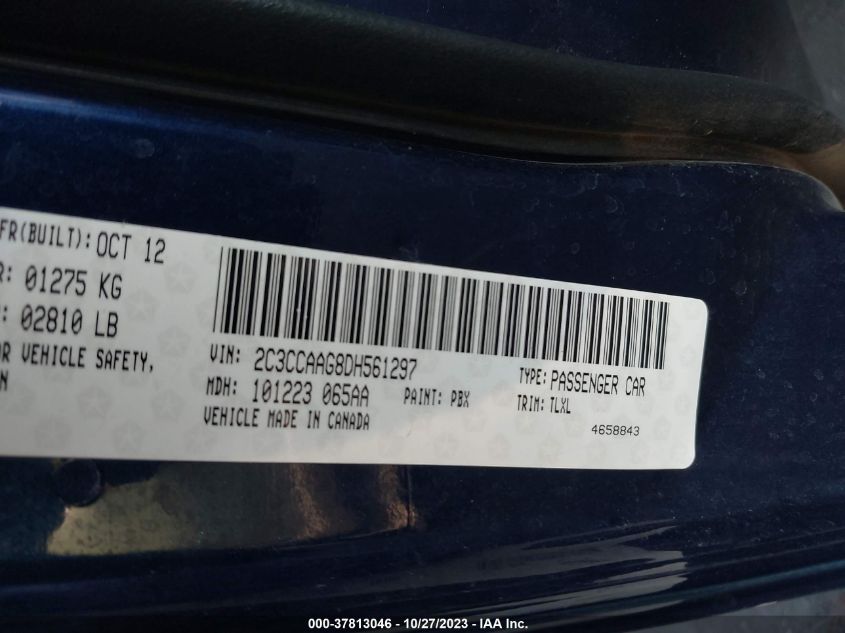 FR(BUILT): OCT 12
R: 01275 KG
: 02810 LB
OR VEHICLE SAFETY,
N
VIN: 2C3CCAAG8DH561297
TYPE: PASSENGER CAR
MDH: 101223 065AA PAINT: PBX TRIM: TLXL
VEHICLE MADE IN CANADA
4658843
000-37813046 | 10/27/2023 - IAA Inc.